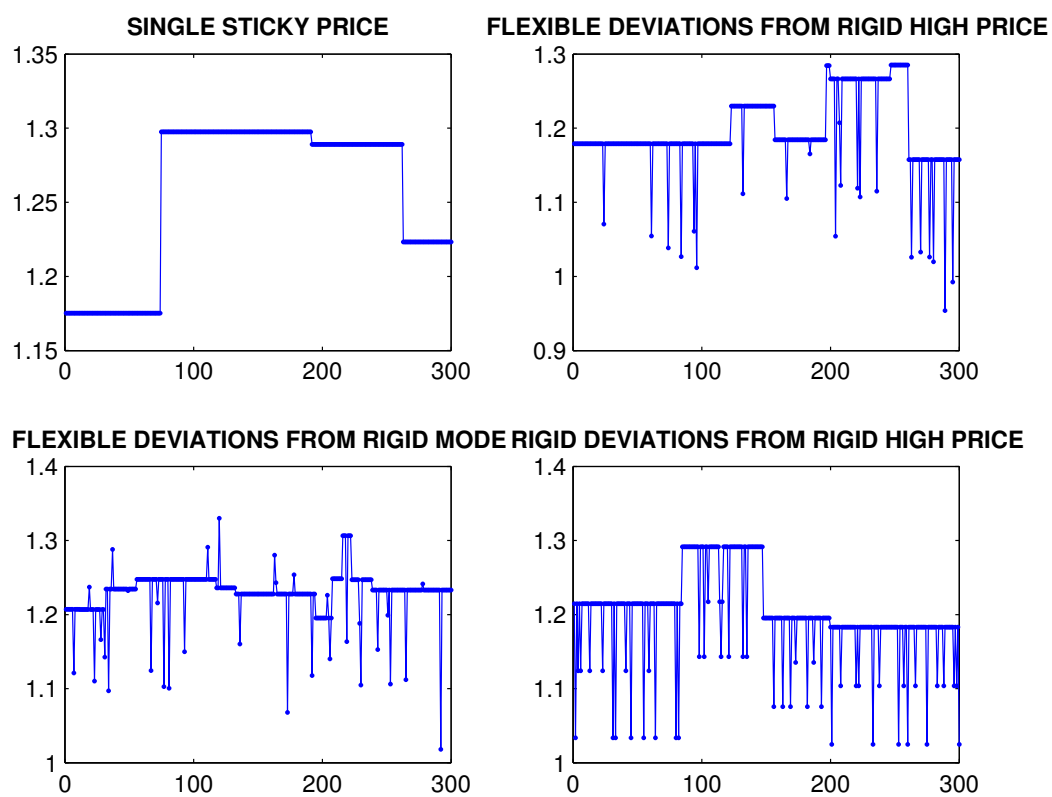 SINGLE STICKY PRICE
1.35
1.3
1.25
1.2
1.15
0 100 200 300
FLEXIBLE DEVIATIONS FROM RIGID HIGH PRICE
1.3
1.2
1.1
1
0.9
0 100 200 300
FLEXIBLE DEVIATIONS FROM RIGID MODE
1.4
1.3
1.2
1.1
1
0 100 200 300
RIGID DEVIATIONS FROM RIGID HIGH PRICE
1.4
1.3
1.2
1.1
1
0 100 200 300